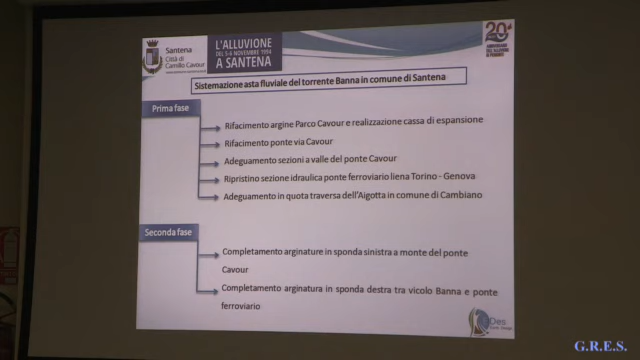 Santena
Città di
Camillo Cavour
L'ALLUVIONE
DEL 5-6 NOVEMBRE 1994
A SANTENA
20°
Sistemazione asta fluviale del torrente Banna in comune di Santena
Prima fase
Rifacimento argine Parco Cavour e realizzazione cassa di espansione
Rifacimento ponte via Cavour
Adeguamento sezioni a valle del ponte Cavour
Ripristino sezione idraulica ponte ferroviario liena Torino - Genova
Adeguamento in quota traversa dell'Aigotta in comune di Cambiano
Seconda fase
Completamento arginature in sponda sinistra a monte del ponte
Cavour
Completamento arginatura in sponda destra tra vicolo Banna e ponte
ferroviario
Des
G.R.E.S.